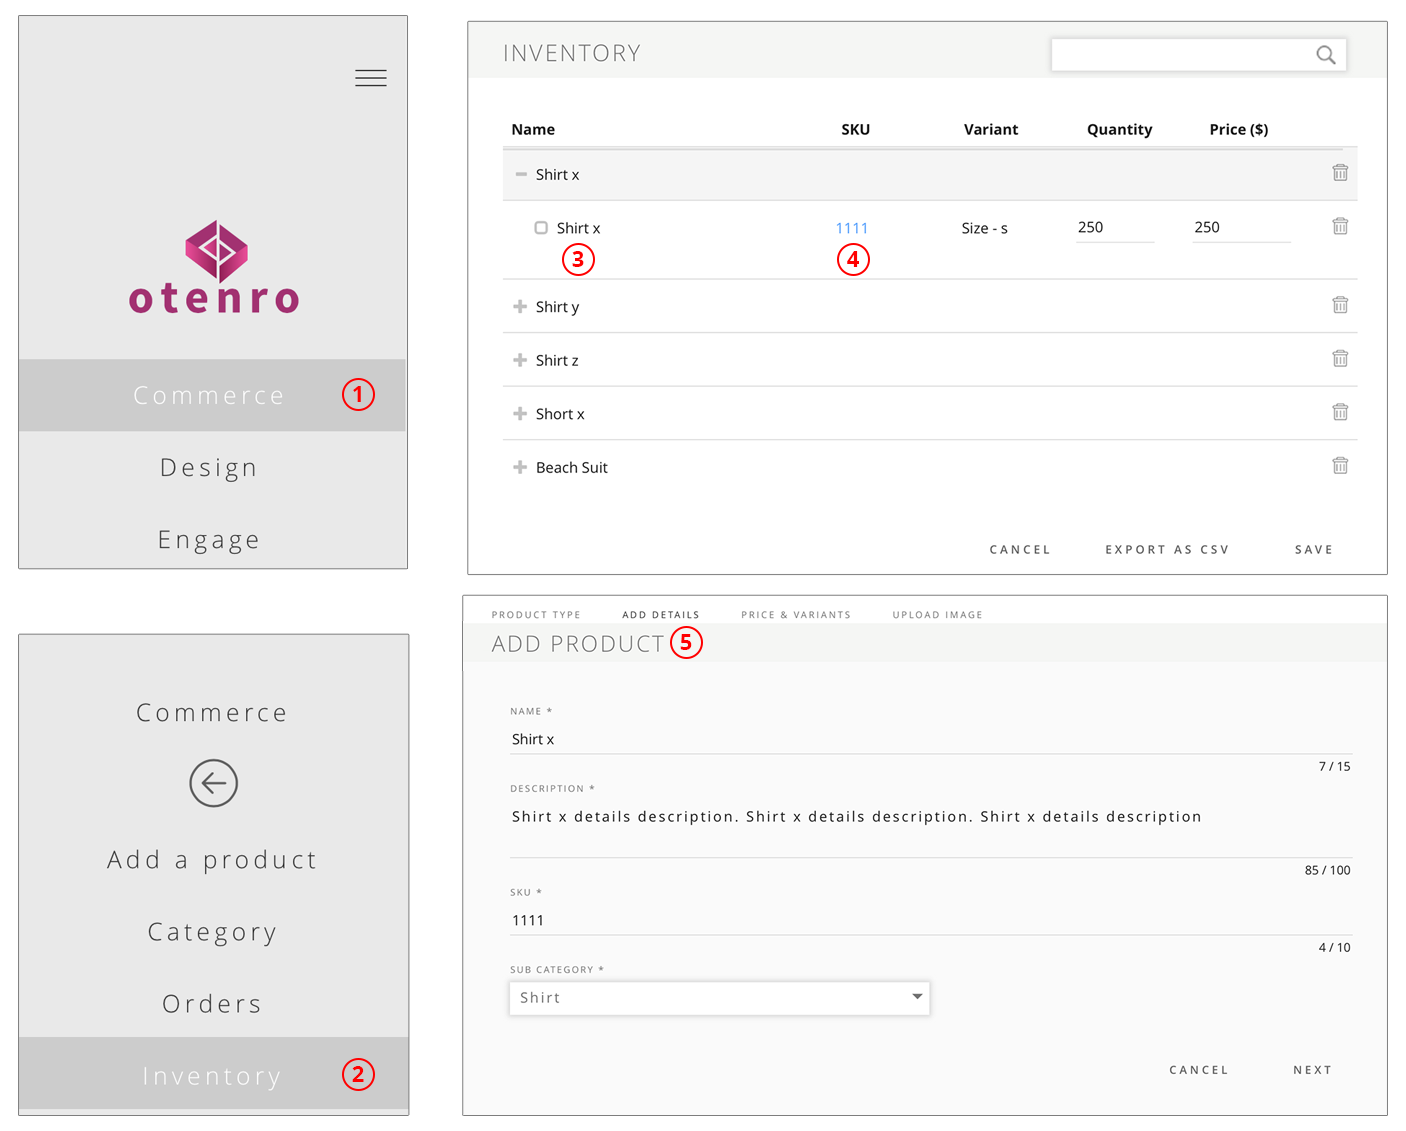 otenro
Commerce 1
Design
Engage
INVENTORY
Name SKU Variant Quantity Price ($)
Shirt x
Shirt x 1111 Size - s 250 250
3 4
Shirt y
Shirt z
Short x
Beach Suit
CANCEL EXPORT AS CSV SAVE
Commerce
Add a product
Category
Orders
Inventory 2
PRODUCT TYPE ADD DETAILS PRICE & VARIANTS UPLOAD IMAGE
ADD PRODUCT 5
NAME *
Shirt x
7 / 15
DESCRIPTION *
Shirt x details description. Shirt x details description. Shirt x details description
85 / 100
SKU *
1111
4 / 10
SUB CATEGORY *
Shirt
CANCEL NEXT